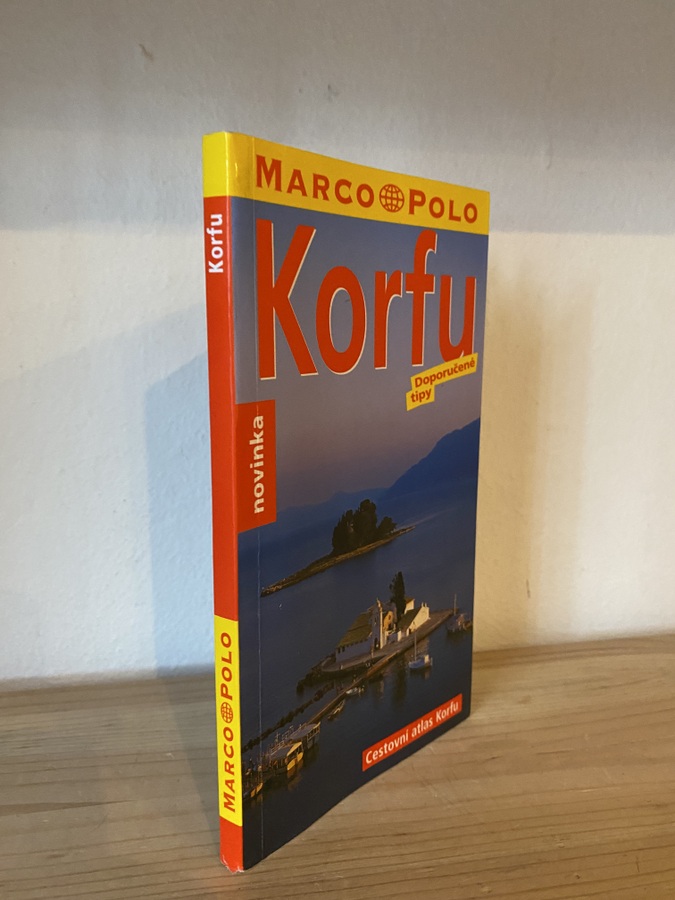 MARCO POLO
Korfu
Doporučené
tipy
novinka
Cestovní atlas Korfu
Korfu
MARCO POLO